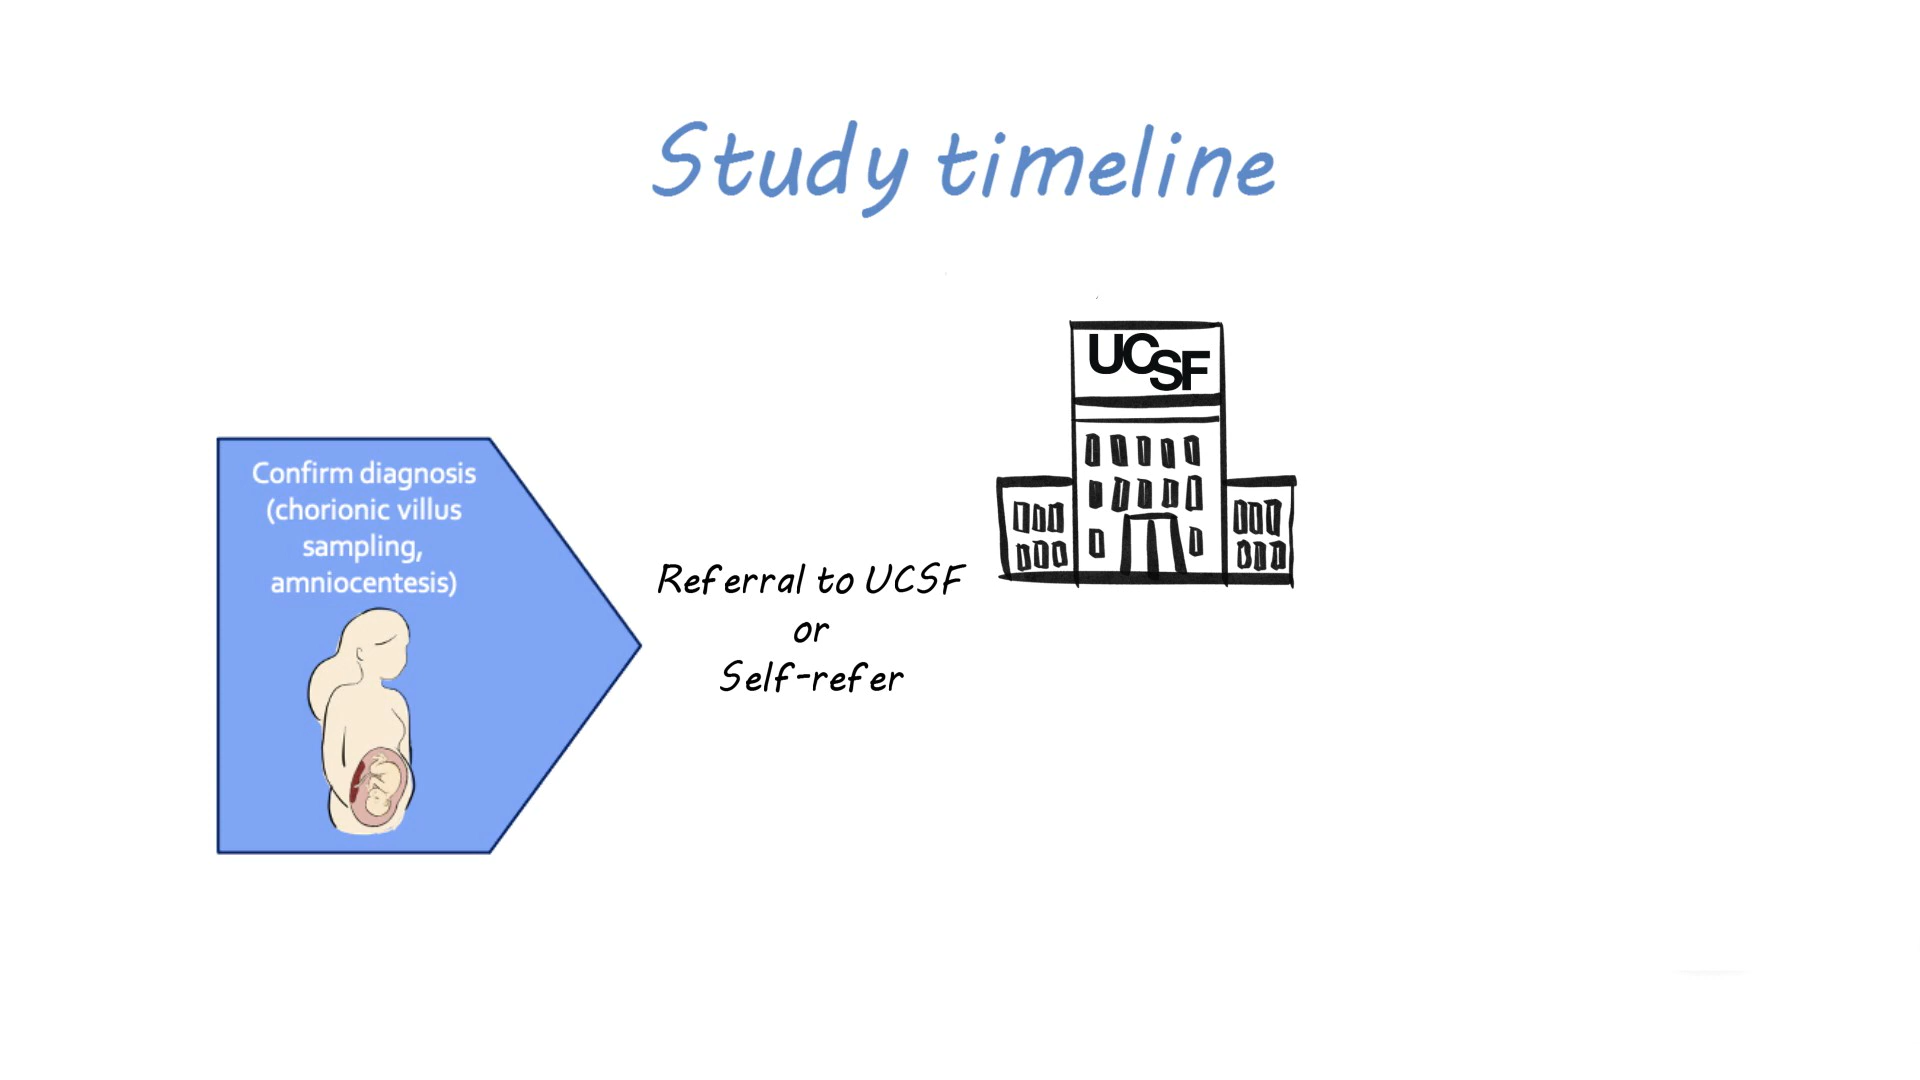 Study timeline
UCSF
Confirm diagnosis
(chorionic villus
sampling,
amniocentesis)
Referral to UCSF
or
Self-refer